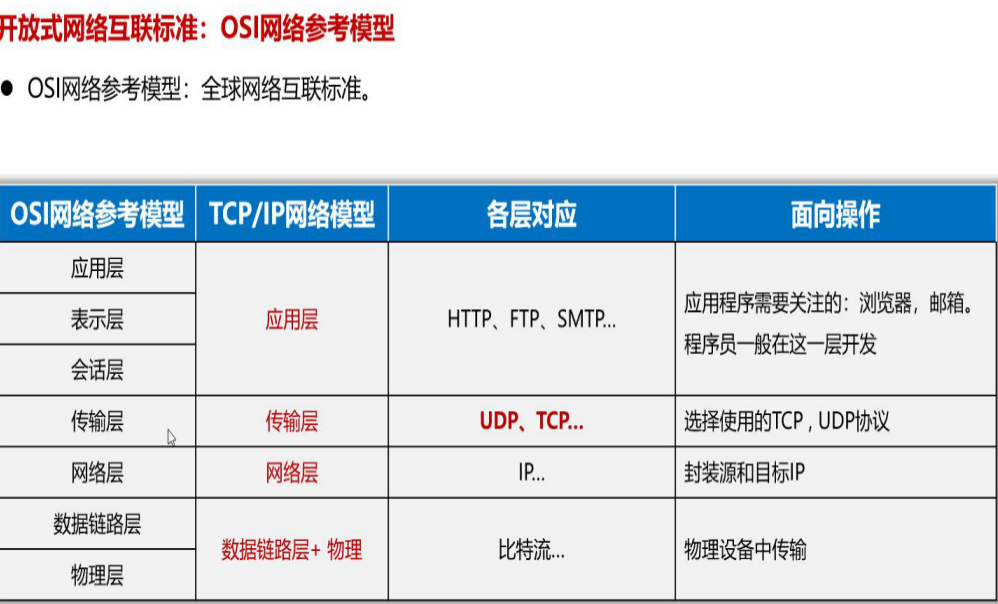 开放式网络互联标准：OSI网络参考模型
● OSI网络参考模型：全球网络互联标准。
OSI网络参考模型 TCP/IP网络模型 各层对应 面向操作
应用层
表示层
会话层
应用层
HTTP、FTP、SMTP...
应用程序需要关注的：浏览器，邮箱。
程序员一般在这一层开发
传输层 传输层 UDP、TCP... 选择使用的TCP , UDP协议
网络层 网络层 IP... 封装源和目标IP
数据链路层
物理层
数据链路层+ 物理
比特流...
物理设备中传输